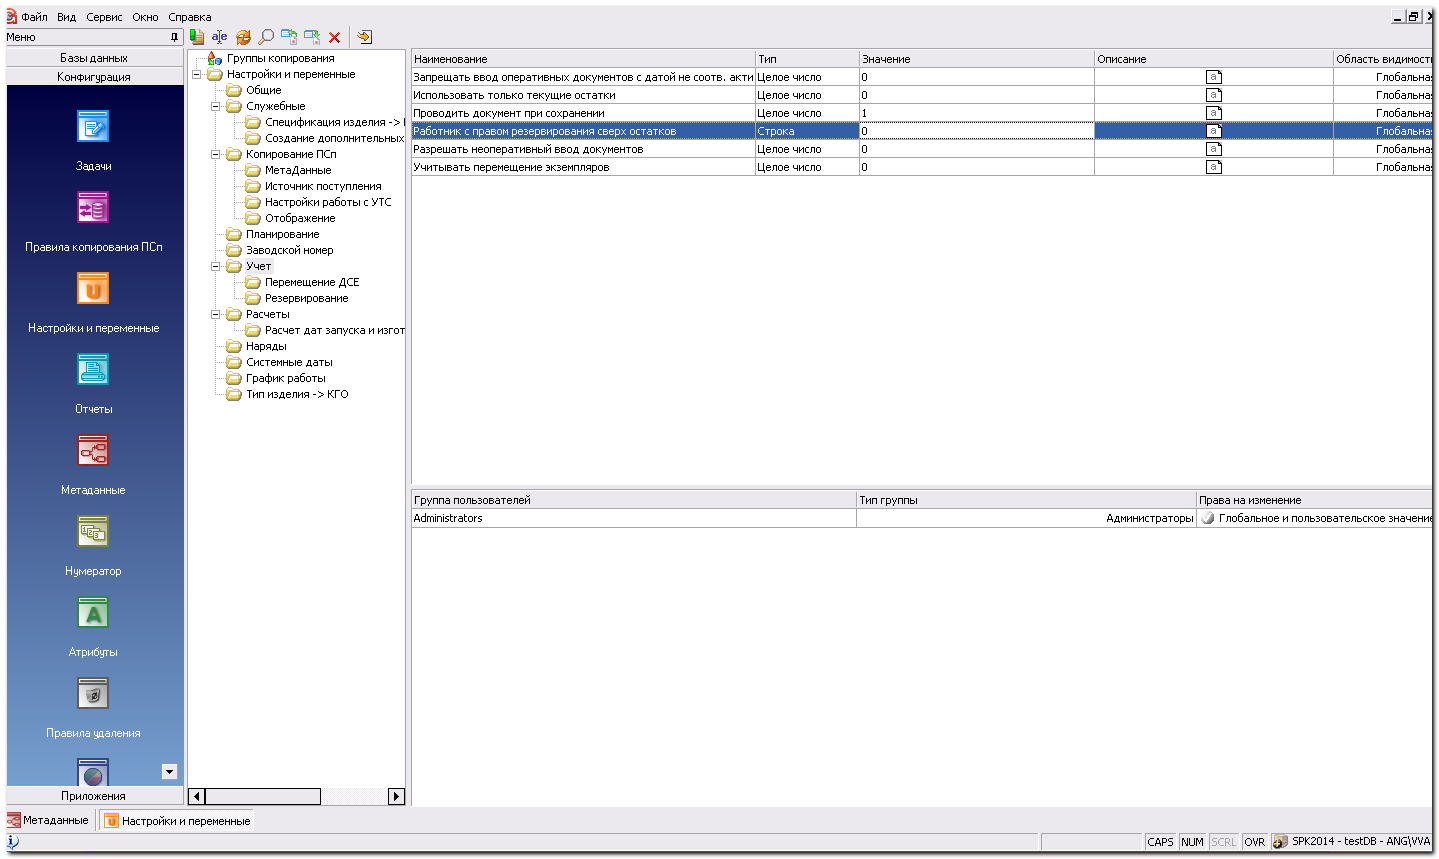 Файл Вид Сервис Окно Справка
Меню
Базы данных
Конфигурация
Задачи
Правила копирования ПСп
Настройки и переменные
Отчеты
Метаданные
Нумератор
Атрибуты
Правила удаления
Приложения
Группы копирования
Настройки и переменные
Общие
Служебные
Спецификация изделия ->
Создание дополнительных
Копирование ПСп
МетаДанные
Источник поступления
Настройки работы с УТС
Отображение
Планирование
Заводской номер
Учет
Перемещение ДСЕ
Резервирование
Расчеты
Расчет дат запуска и изгот
Наряды
Системные даты
График работы
Тип изделия -> КГО
Наименование Тип Значение Описание Область видимост
Запрещать ввод оперативных документов с датой не соотв. акти Целое число 0 a Глобальна
Использовать только текущие остатки Целое число 0 a Глобальна
Проводить документ при сохранении Целое число 1 a Глобальна
Работник с правом резервирования сверх остатков Строка 0 a Глобальна
Разрешать неоперативный ввод документов Целое число 0 a Глобальна
Учитывать перемещение экземпляров Целое число 0 a Глобальна
Группа пользователей Тип группы Права на изменение
Administrators Администраторы Глобальное и пользовательское значение
Метаданные Настройки и переменные
CAPS NUM SCRL OVR SPK2014 - testDB - ANG\VVA